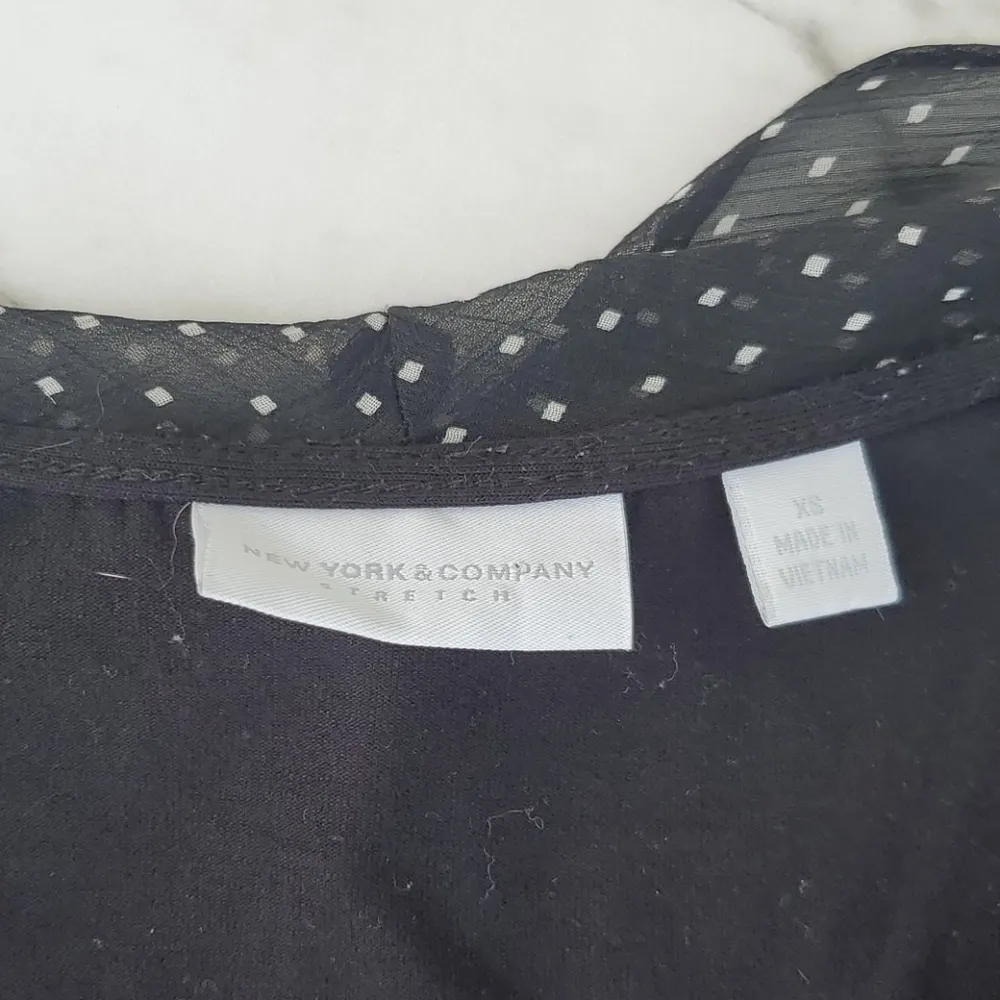 NEW YORK & COMPANY
STRETCH
XS
MADE IN
VIETNAM